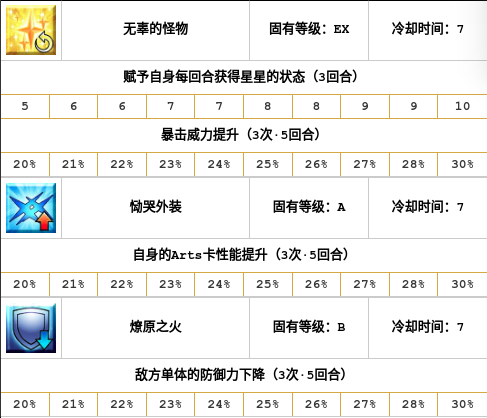 无辜的怪物 固有等级：EX 冷却时间：7
赋予自身每回合获得星星的状态（3回合）
5 6 6 7 7 8 8 9 9 10
暴击威力提升（3次·5回合）
20% 21% 22% 23% 24% 25% 26% 27% 28% 30%
恸哭外装 固有等级：A 冷却时间：7
自身的Arts卡性能提升（3次·5回合）
20% 21% 22% 23% 24% 25% 26% 27% 28% 30%
燎原之火 固有等级：B 冷却时间：7
敌方单体的防御力下降（3次·5回合）
20% 21% 22% 23% 24% 25% 26% 27% 28% 30%